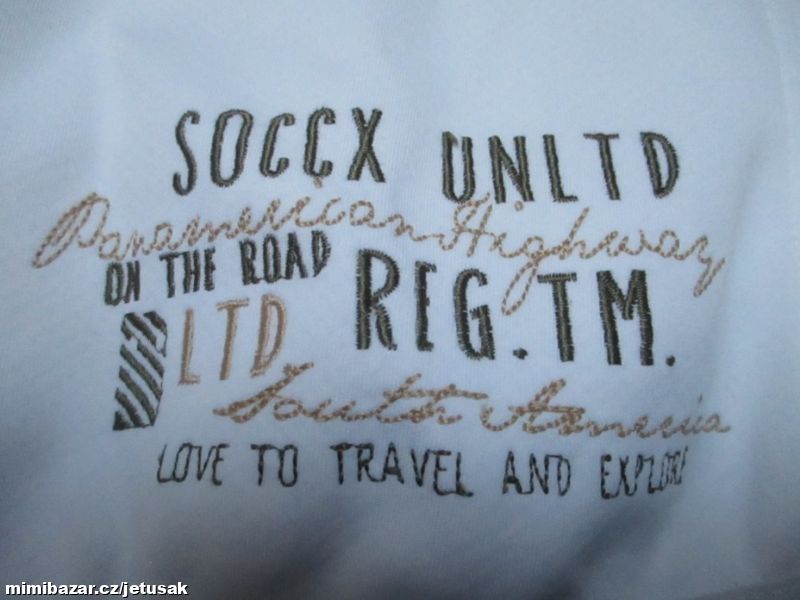 SOCCX UNLTD
Panamerican Highway
ON THE ROAD
LTD REG.TM.
South America
LOVE TO TRAVEL AND EXPLORE
mimibazar.cz/jetusak